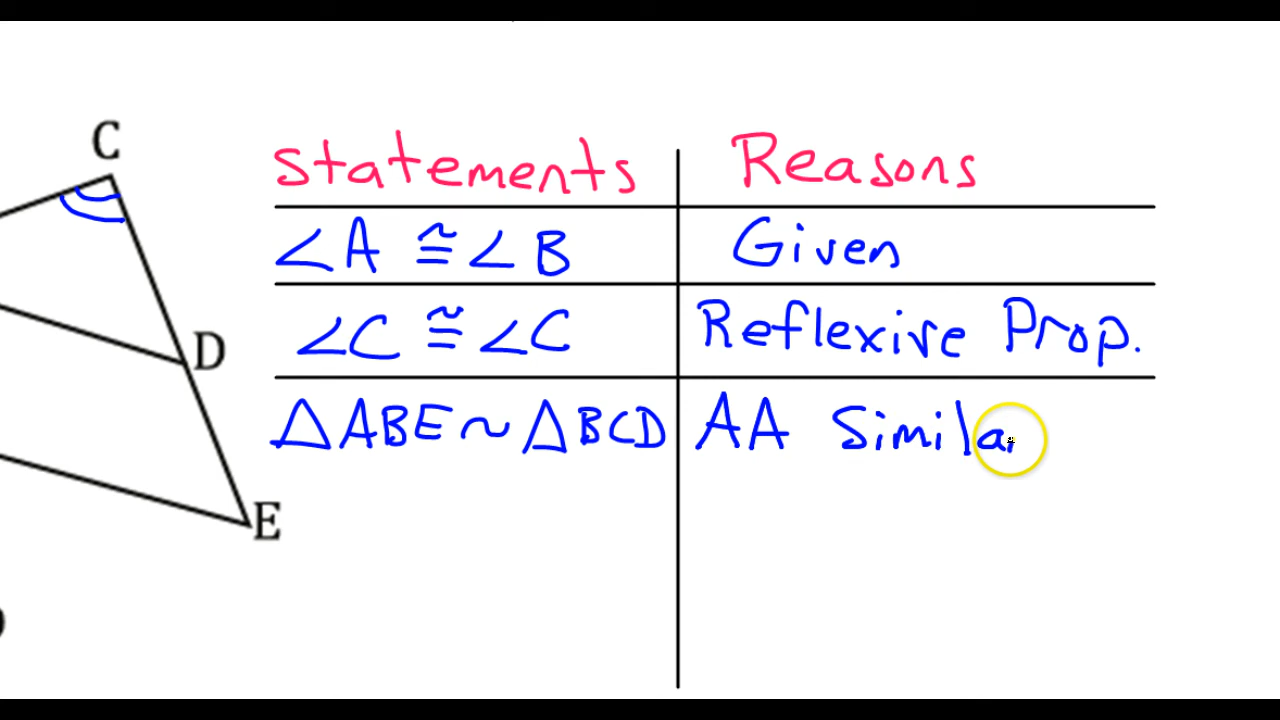 C
Statements Reasons
∠A ≅ ∠B Given
∠C ≅ ∠C Reflexive Prop.
D
△ABE ~ △BCD AA Simila
E